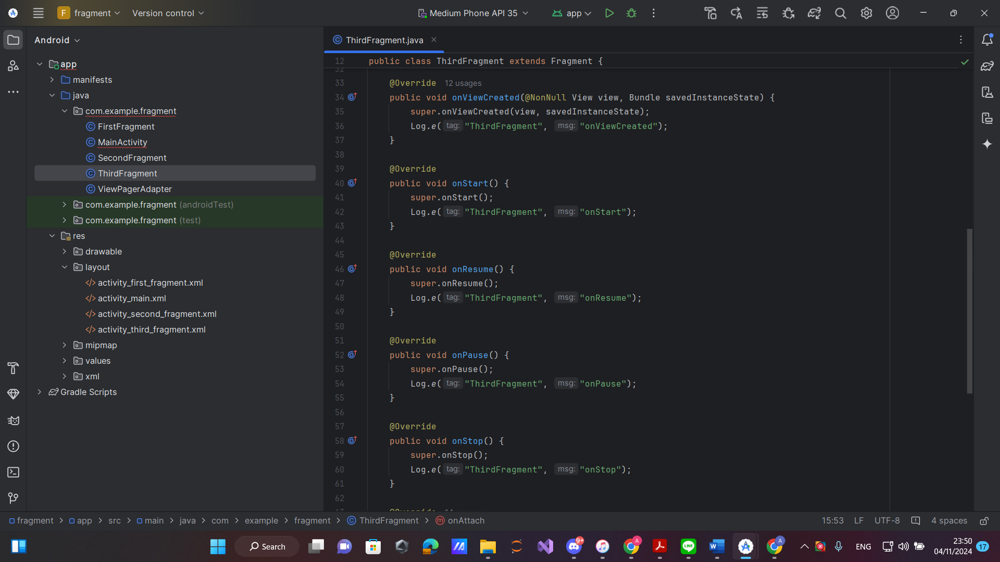 F fragment Version control Medium Phone API 35 app
Android
ThirdFragment.java
app
manifests
java
com.example.fragment
FirstFragment
MainActivity
SecondFragment
ThirdFragment
ViewPagerAdapter
com.example.fragment (androidTest)
com.example.fragment (test)
res
drawable
layout
</> activity_first_fragment.xml
</> activity_main.xml
</> activity_second_fragment.xml
</> activity_third_fragment.xml
mipmap
values
xml
Gradle Scripts
12 public class ThirdFragment extends Fragment {
32
33 @Override 12 usages
34 public void onViewCreated(@NonNull View view, Bundle savedInstanceState) {
35 super.onViewCreated(view, savedInstanceState);
36 Log.e( tag: "ThirdFragment", msg: "onViewCreated");
37 }
38
39 @Override
40 public void onStart() {
41 super.onStart();
42 Log.e( tag: "ThirdFragment", msg: "onStart");
43 }
44
45 @Override
46 public void onResume() {
47 super.onResume();
48 Log.e( tag: "ThirdFragment", msg: "onResume");
49 }
50
51 @Override
52 public void onPause() {
53 super.onPause();
54 Log.e( tag: "ThirdFragment", msg: "onPause");
55 }
56
57 @Override
58 public void onStop() {
59 super.onStop();
60 Log.e( tag: "ThirdFragment", msg: "onStop");
61 }
62
fragment > app > src > main > java > com > example > fragment > ThirdFragment > onAttach 15:53 LF UTF-8 4 spaces
Search 9+ A LINE W A ENG 23:50
04/11/2024 17